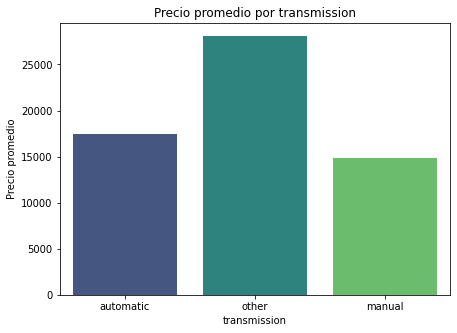 Precio promedio por transmission
Precio promedio
25000
20000
15000
10000
5000
0
automatic
other
manual
transmission